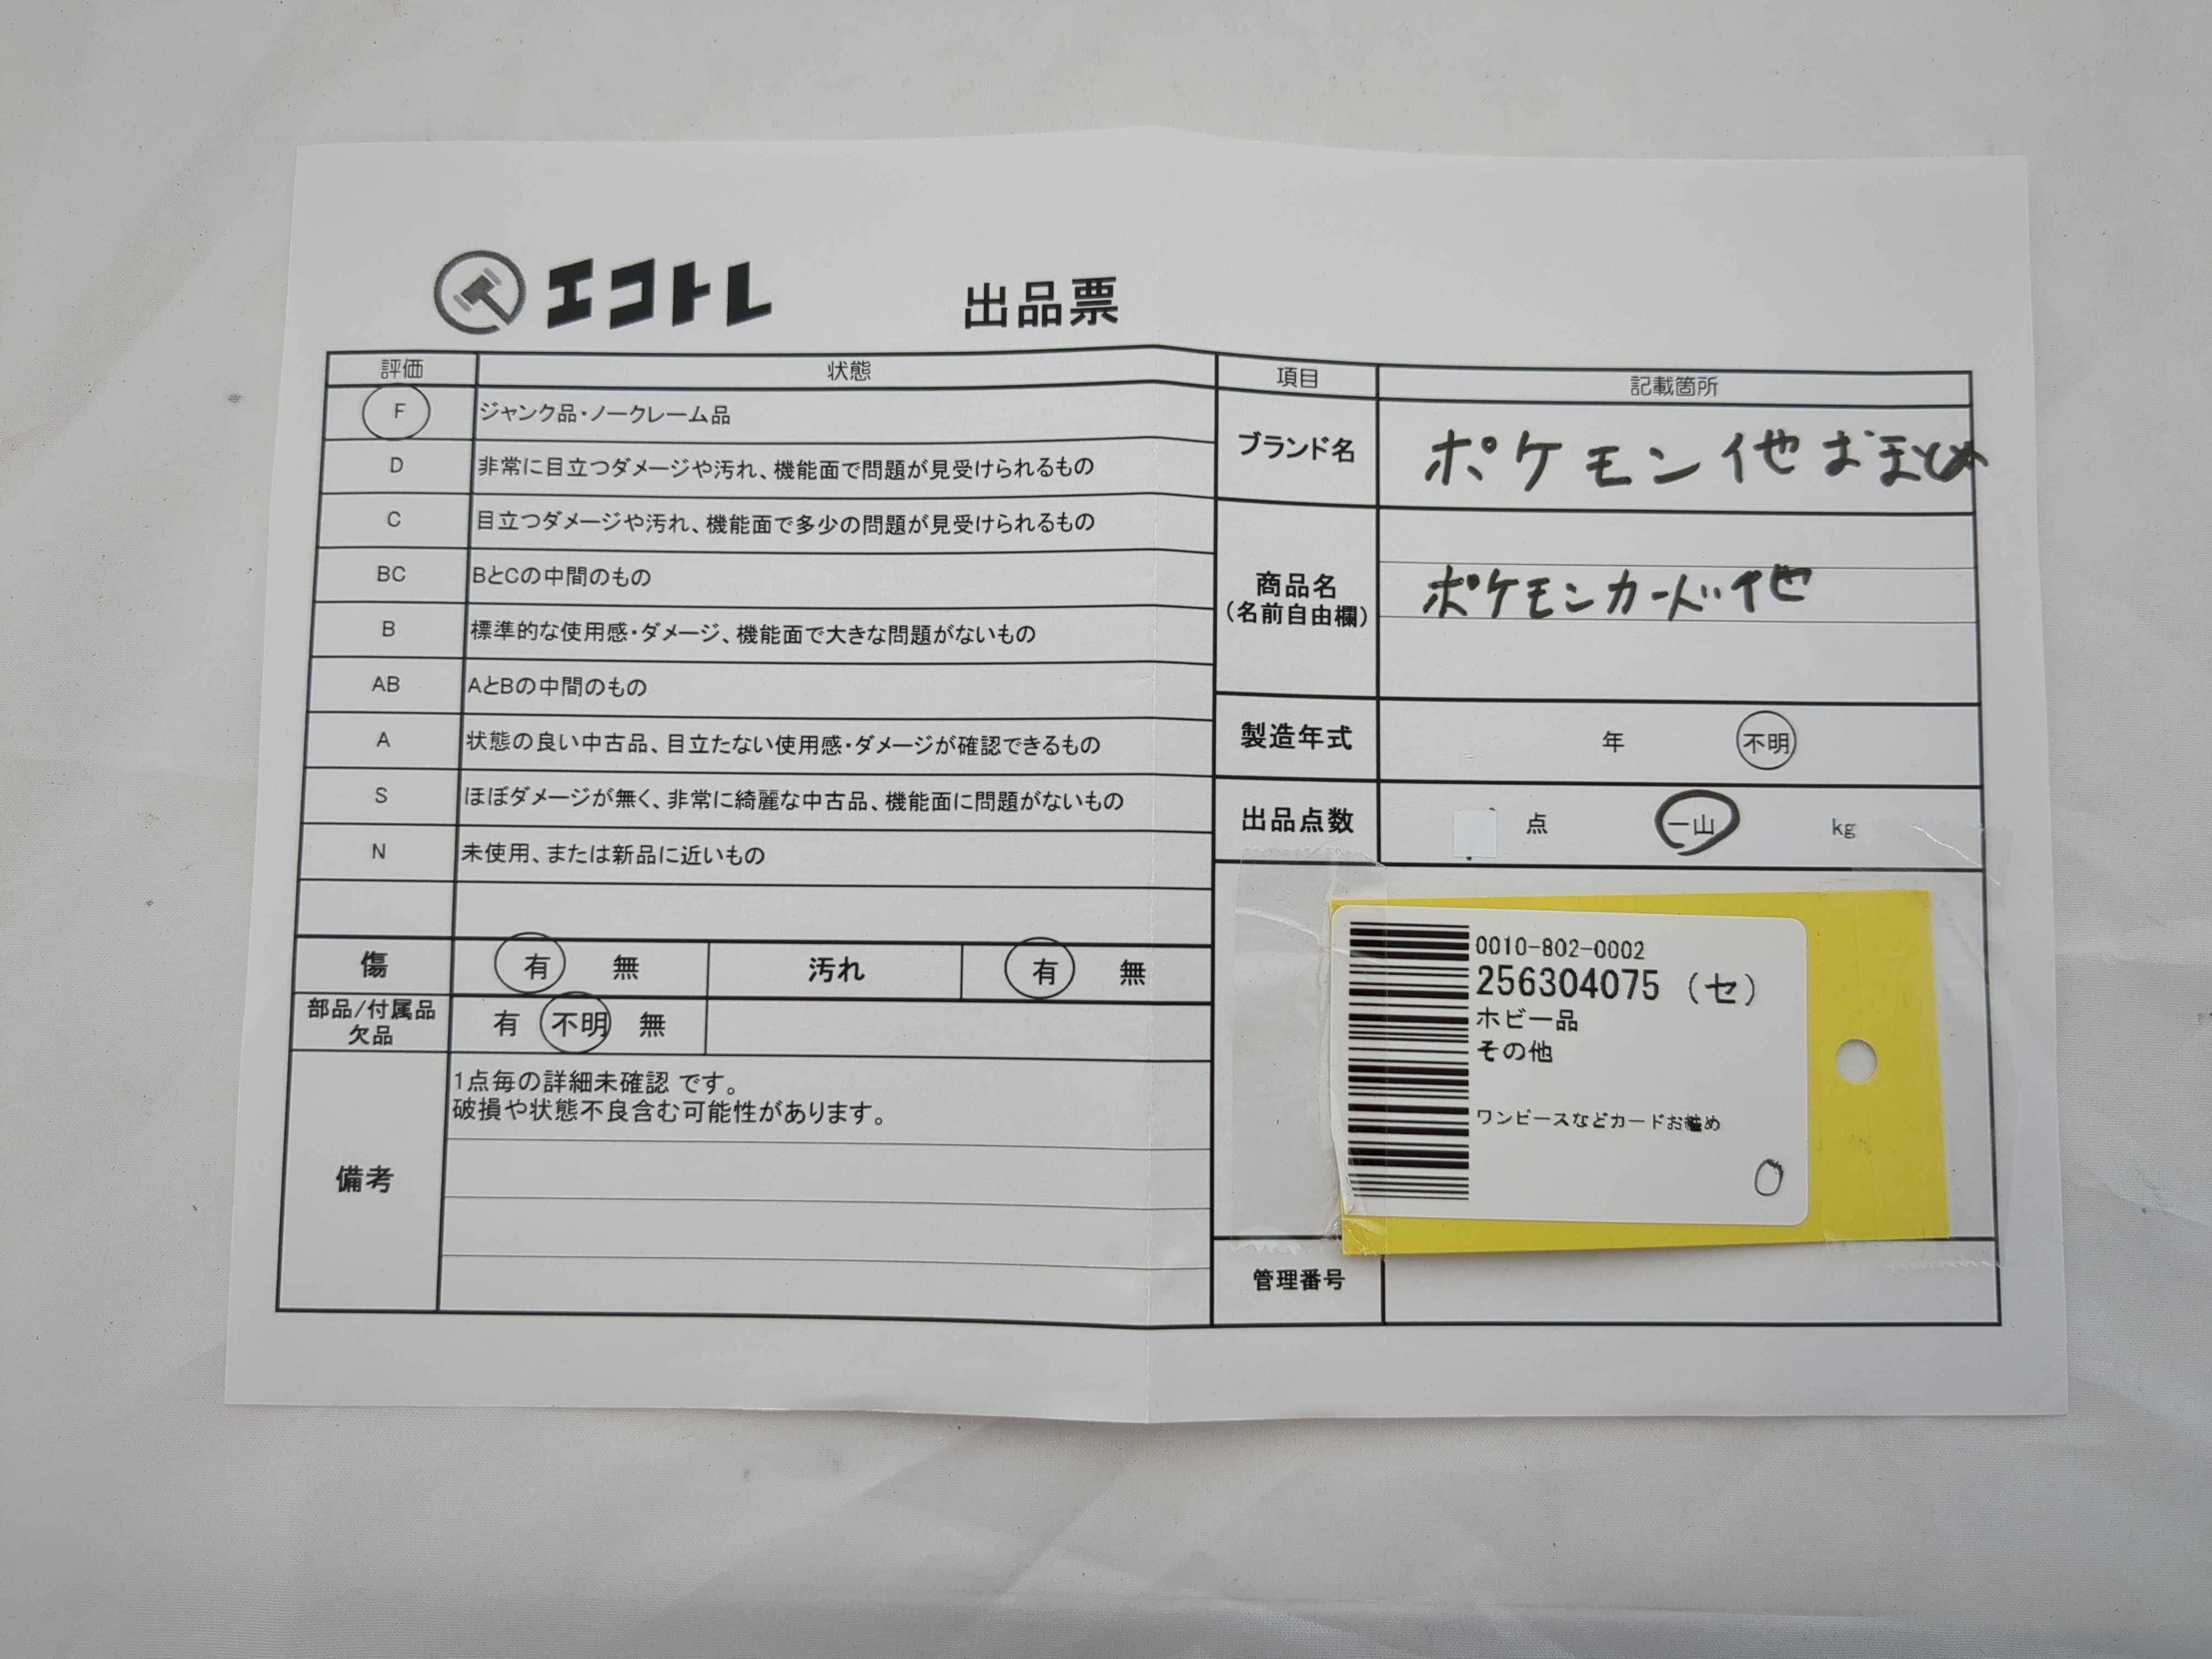 エコトレ 出品票
評価 状態
F ジャンク品・ノークレーム品
D 非常に目立つダメージや汚れ、機能面で問題が見受けられるもの
C 目立つダメージや汚れ、機能面で多少の問題が見受けられるもの
BC BとCの中間のもの
B 標準的な使用感・ダメージ、機能面で大きな問題がないもの
AB AとBの中間のもの
A 状態の良い中古品、目立たない使用感・ダメージが確認できるもの
S ほぼダメージが無く、非常に綺麗な中古品、機能面に問題がないもの
N 未使用、または新品に近いもの
傷 有 無 汚れ 有 無
部品/付属品
欠品
有 不明 無
備考
1点毎の詳細未確認 です。
破損や状態不良含む可能性があります。
項目 記載箇所
ブランド名 ポケモン他おまとめ
商品名
(名前自由欄)
ポケモンカード他
製造年式 年 不明
出品点数 点 一山 kg
0010-802-0002
256304075 (セ)
ホビー品
その他
ワンピースなどカードお纏め
管理番号